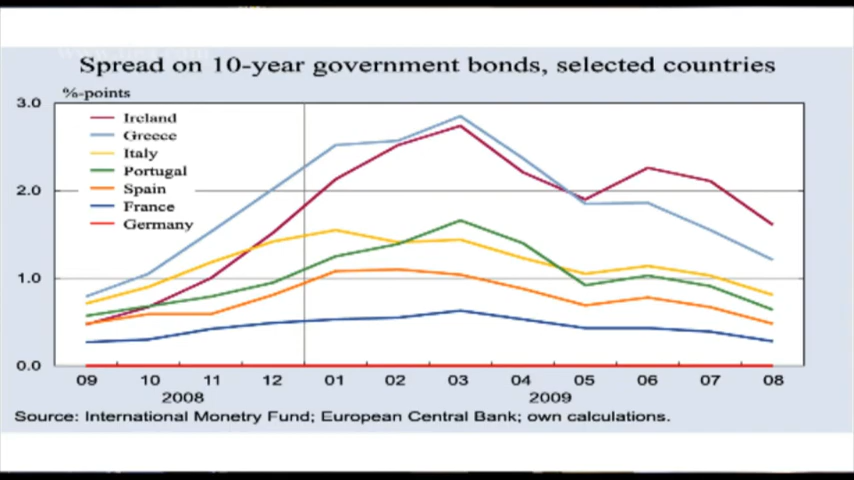 Spread on 10-year government bonds, selected countries
%-points
3.0
2.0
1.0
0.0
Ireland
Greece
Italy
Portugal
Spain
France
Germany
09 10 11 12 01 02 03 04 05 06 07 08
2008 2009
Source: International Monetry Fund; European Central Bank; own calculations.